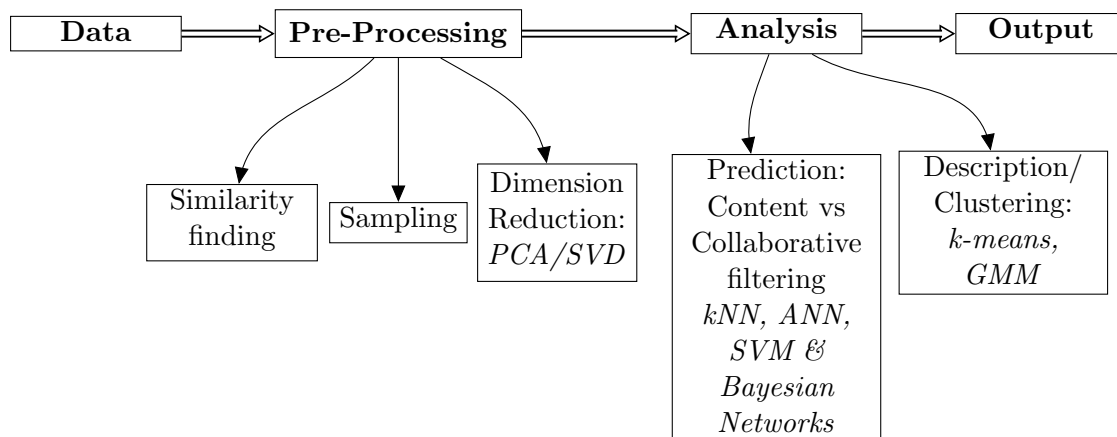 Data
Pre-Processing
Analysis
Output
Similarity
finding
Sampling
Dimension
Reduction:
PCA/SVD
Prediction:
Content vs
Collaborative
filtering
kNN, ANN,
SVM &
Bayesian
Networks
Description/
Clustering:
k-means,
GMM